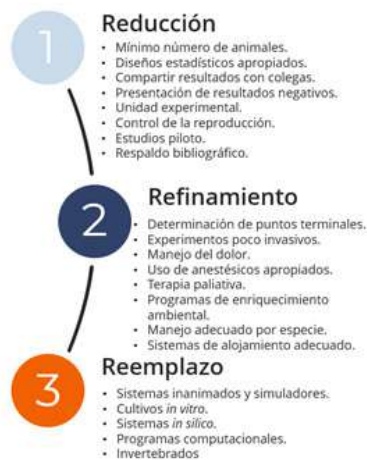 1
Reducción
• Mínimo número de animales.
• Diseños estadísticos apropiados.
• Compartir resultados con colegas.
• Presentación de resultados negativos.
• Unidad experimental.
• Control de la reproducción.
• Estudios piloto.
• Respaldo bibliográfico.
2
Refinamiento
• Determinación de puntos terminales.
• Experimentos poco invasivos.
• Manejo del dolor.
• Uso de anestésicos apropiados.
• Terapia paliativa.
• Programas de enriquecimiento
ambiental.
• Manejo adecuado por especie.
• Sistemas de alojamiento adecuado.
3
Reemplazo
• Sistemas inanimados y simuladores.
• Cultivos in vitro.
• Sistemas in silico.
• Programas computacionales.
• Invertebrados